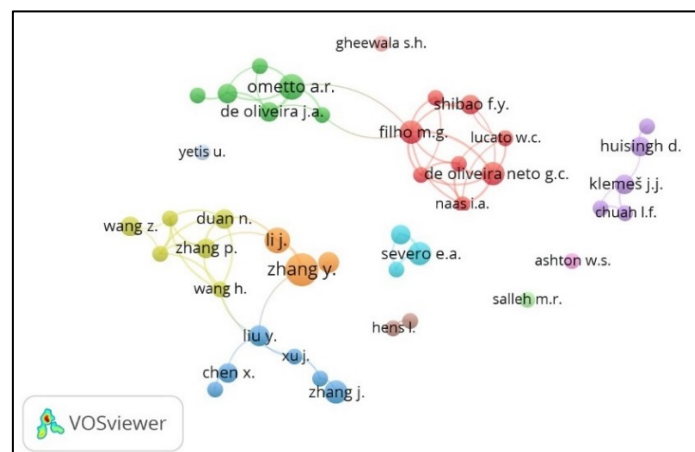 gheewala s.h.
ometto a.r.
de oliveira j.a.
shibao f.y.
filho m.g.
lucato w.c.
huisingh d.
yetis u.
de oliveira neto g.c.
klemeš j.j.
naas i.a.
chuah l.f.
wang z.
duan n.
zhang p.
li j.
severo e.a.
ashton w.s.
zhang y.
wang h.
salleh m.r.
hens l.
liu y.
xu j.
chen x.
zhang j.
VOSviewer